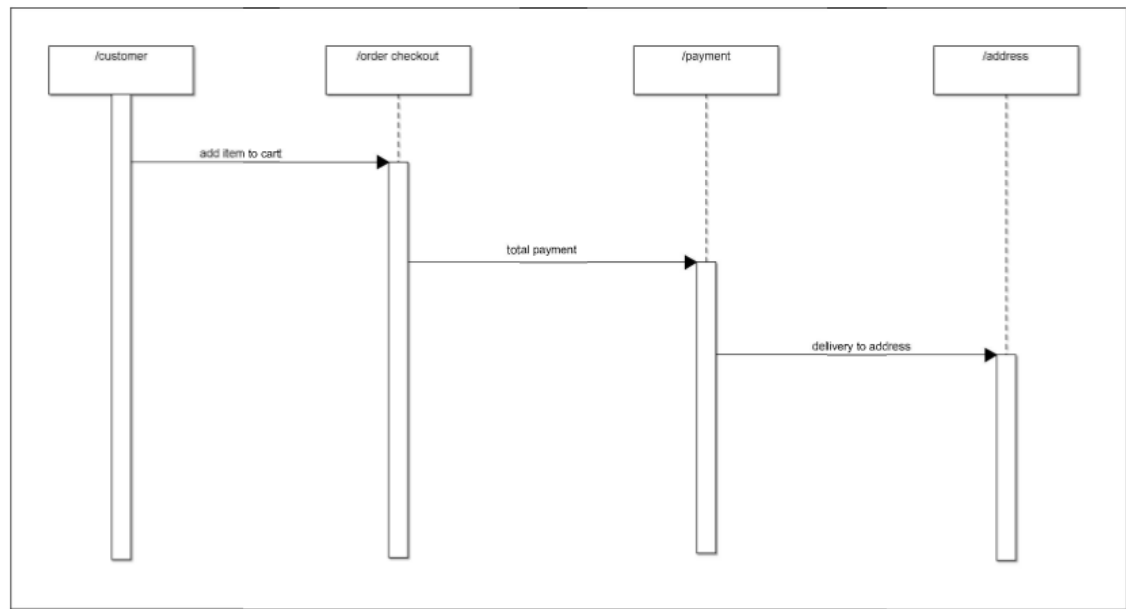 /customer
/order checkout
/payment
/address
add item to cart!
total payment
delivery to address